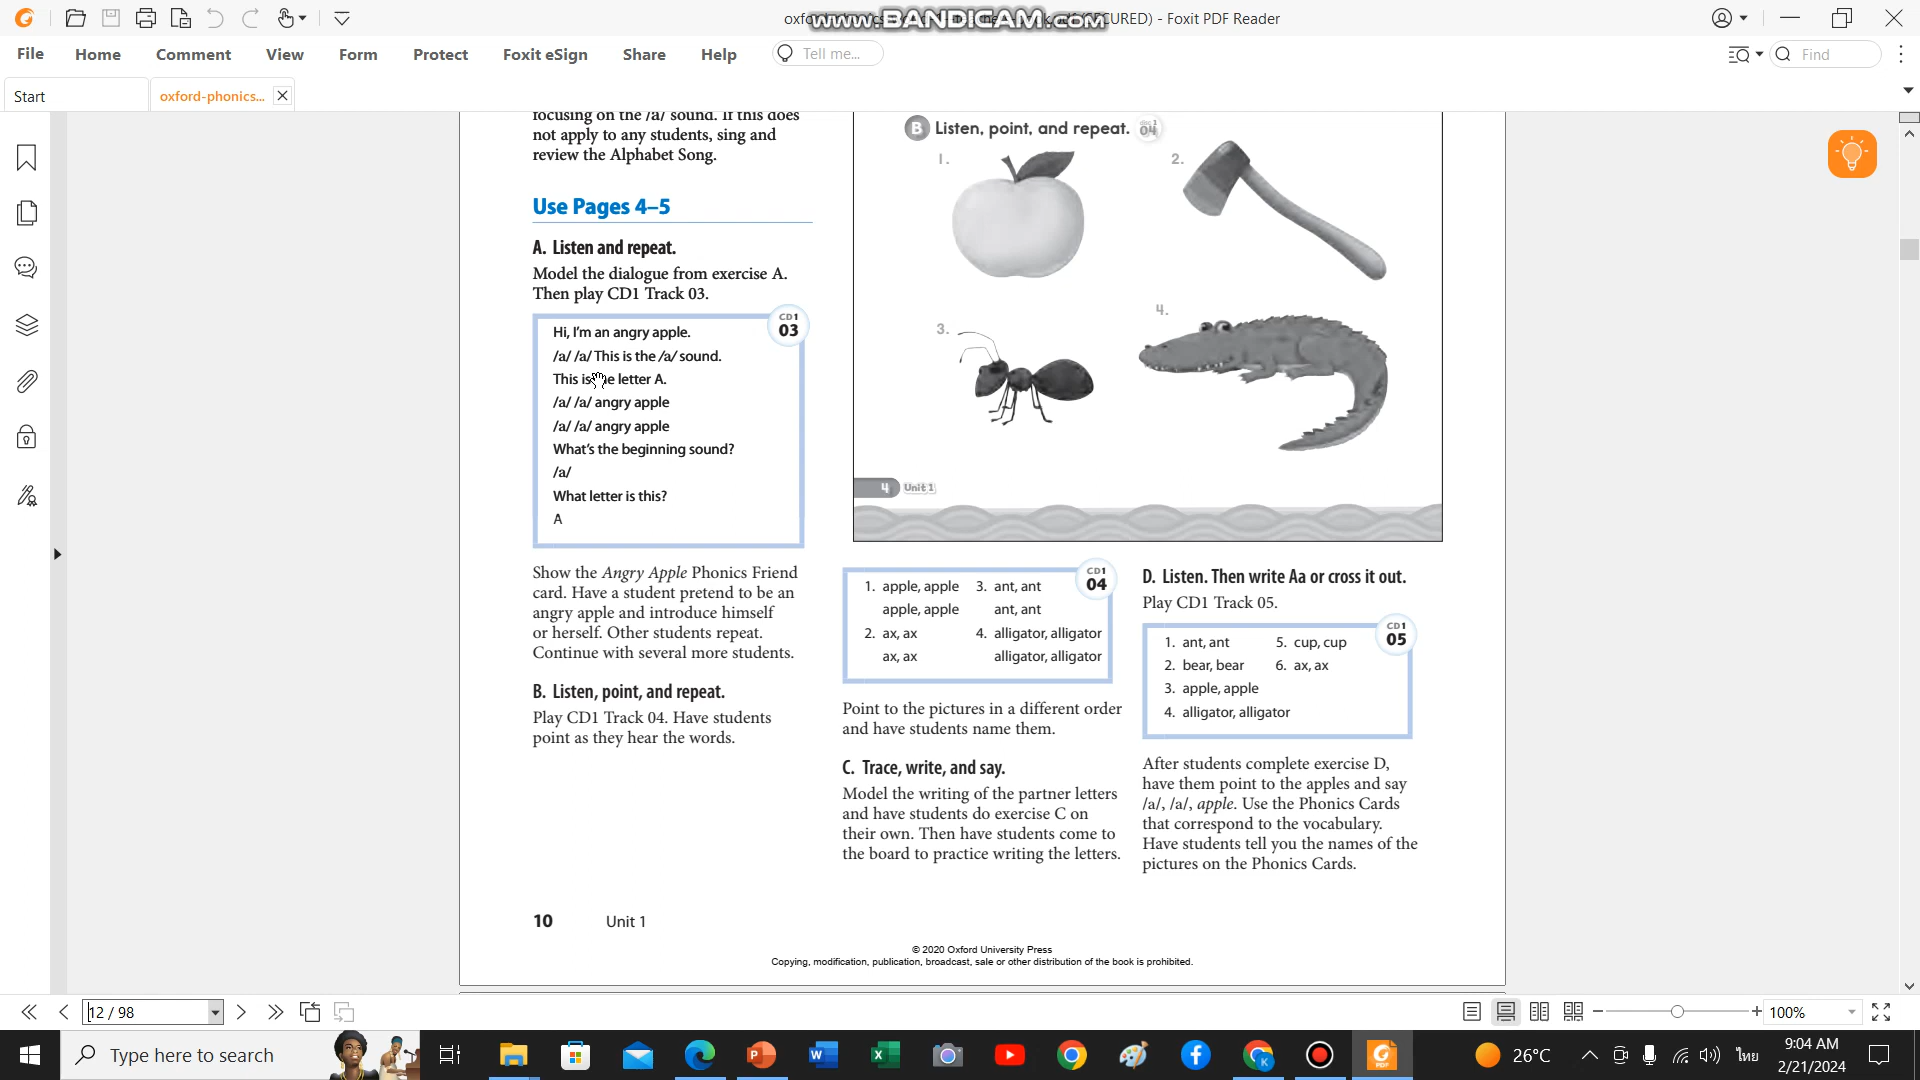 (SECURED) - Foxit PDF Reader
www.BANDICAM.com
File
Home
Comment
View
Form
Protect
Foxit eSign
Share
Help
Tell me...
Find
Start
oxford-phonics...
focusing on the /a/ sound. If this does
not apply to any students, sing and
review the Alphabet Song.
Use Pages 4–5
A. Listen and repeat.
Model the dialogue from exercise A.
Then play CD1 Track 03.
CD1
03
Hi, I'm an angry apple.
/a/ /a/ This is the /a/ sound.
This is the letter A.
/a/ /a/ angry apple
/a/ /a/ angry apple
What's the beginning sound?
/a/
What letter is this?
A
Show the Angry Apple Phonics Friend
card. Have a student pretend to be an
angry apple and introduce himself
or herself. Other students repeat.
Continue with several more students.
B. Listen, point, and repeat.
Play CD1 Track 04. Have students
point as they hear the words.
B Listen, point, and repeat. disc 1 04
1.
2.
3.
4.
4 Unit 1
CD1
04
1. apple, apple 3. ant, ant
apple, apple ant, ant
2. ax, ax 4. alligator, alligator
ax, ax alligator, alligator
Point to the pictures in a different order
and have students name them.
C. Trace, write, and say.
Model the writing of the partner letters
and have students do exercise C on
their own. Then have students come to
the board to practice writing the letters.
D. Listen. Then write Aa or cross it out.
Play CD1 Track 05.
CD1
05
1. ant, ant 5. cup, cup
2. bear, bear 6. ax, ax
3. apple, apple
4. alligator, alligator
After students complete exercise D,
have them point to the apples and say
/a/, /a/, apple. Use the Phonics Cards
that correspond to the vocabulary.
Have students tell you the names of the
pictures on the Phonics Cards.
10 Unit 1
© 2020 Oxford University Press
Copying, modification, publication, broadcast, sale or other distribution of the book is prohibited.
12 / 98
100%
Type here to search
26°C
ไทย
9:04 AM
2/21/2024